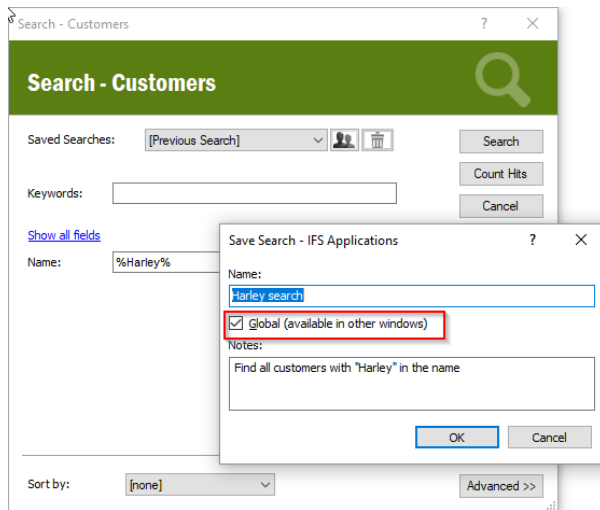 Search - Customers
?
Search - Customers
Saved Searches: [Previous Search]
Search
Count Hits
Keywords:
Cancel
Show all fields
Name: %Harley%
Save Search - IFS Applications
?
Name:
Harley search
Global (available in other windows)
Notes:
Find all customers with "Harley" in the name
OK Cancel
Sort by: [none]
Advanced >>